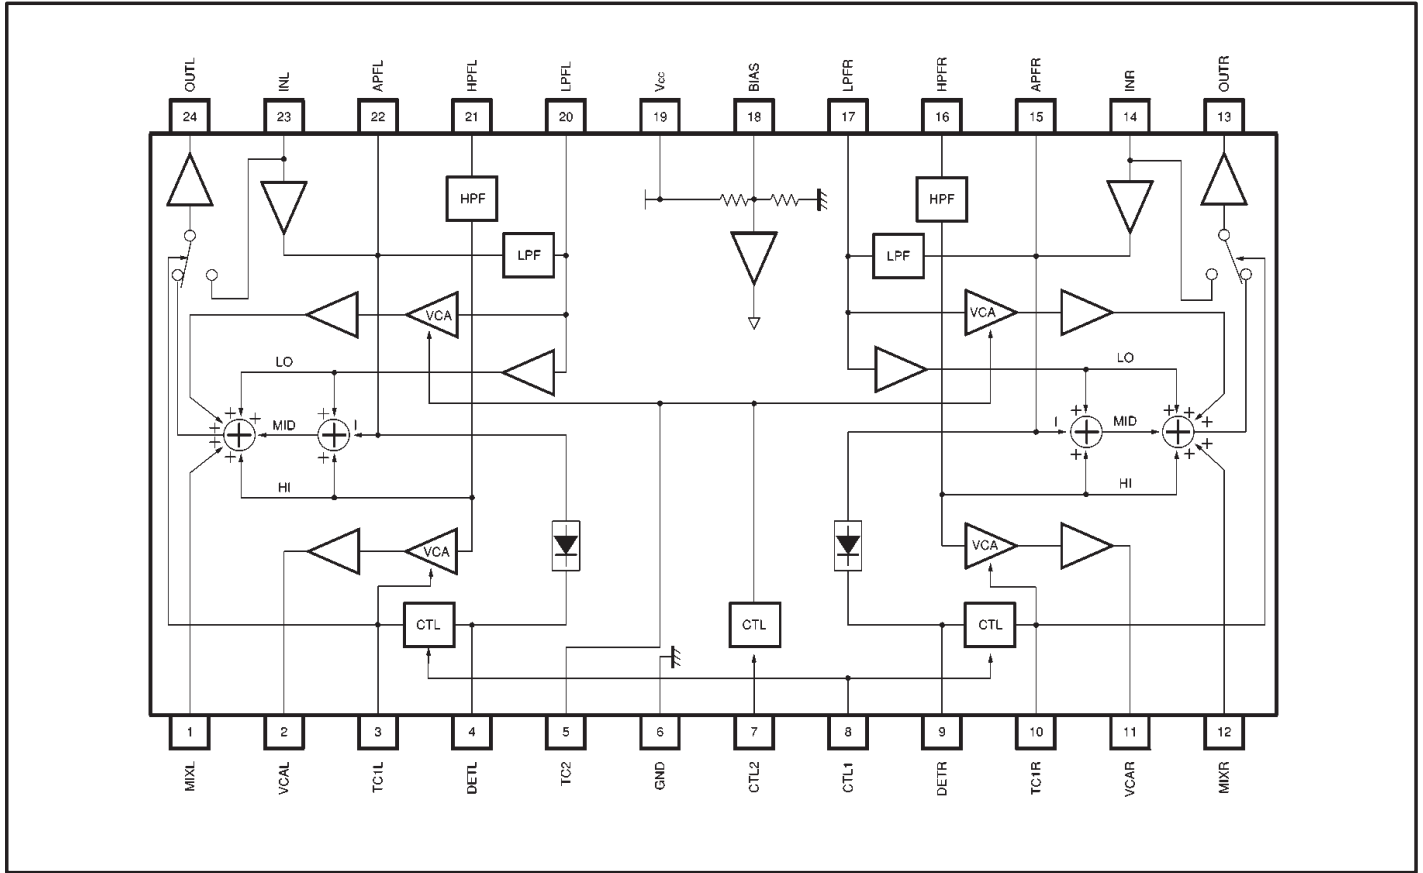 OUTL INL APFL HPFL LPFL Vcc BIAS LPFR HPFR APFR INR OUTR
24 23 22 21 20 19 18 17 16 15 14 13
HPF HPF
LPF LPF
VCA VCA
LO LO
+ + + + + + + +
+ MID + I I + MID + +
+ + + + + +
HI HI
VCA VCA
CTL CTL CTL
1 2 3 4 5 6 7 8 9 10 11 12
MIXL VCAL TC1L DETL TC2 GND CTL2 CTL1 DETR TC1R VCAR MIXR